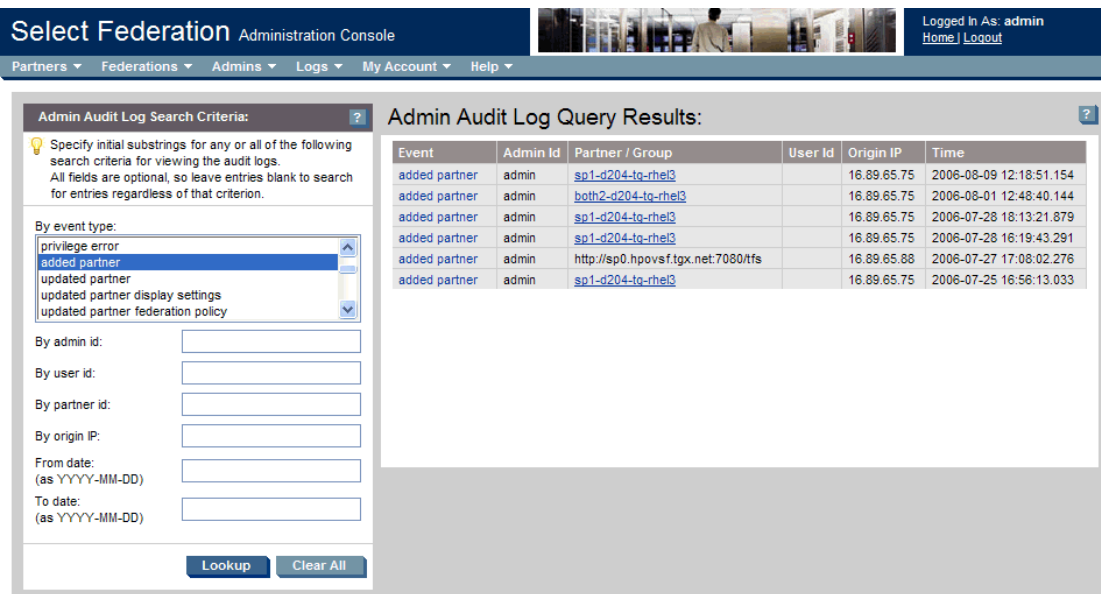 Select Federation Administration Console
Logged In As: admin
Home | Logout
Partners Federations Admins Logs My Account Help
Admin Audit Log Search Criteria: ?
Specify initial substrings for any or all of the following
search criteria for viewing the audit logs.
All fields are optional, so leave entries blank to search
for entries regardless of that criterion.
By event type:
privilege error
added partner
updated partner
updated partner display settings
updated partner federation policy
By admin id:
By user id:
By partner id:
By origin IP:
From date:
(as YYYY-MM-DD)
To date:
(as YYYY-MM-DD)
Lookup Clear All
Admin Audit Log Query Results: ?
Event Admin Id Partner / Group User Id Origin IP Time
added partner admin sp1-d204-tg-rhel3 16.89.65.75 2006-08-09 12:18:51.154
added partner admin both2-d204-tg-rhel3 16.89.65.75 2006-08-01 12:48:40.144
added partner admin sp1-d204-tg-rhel3 16.89.65.75 2006-07-28 18:13:21.879
added partner admin sp1-d204-tg-rhel3 16.89.65.75 2006-07-28 16:19:43.291
added partner admin http://sp0.hpovsf.tgx.net:7080/tfs 16.89.65.88 2006-07-27 17:08:02.276
added partner admin sp1-d204-tg-rhel3 16.89.65.75 2006-07-25 16:56:13.033